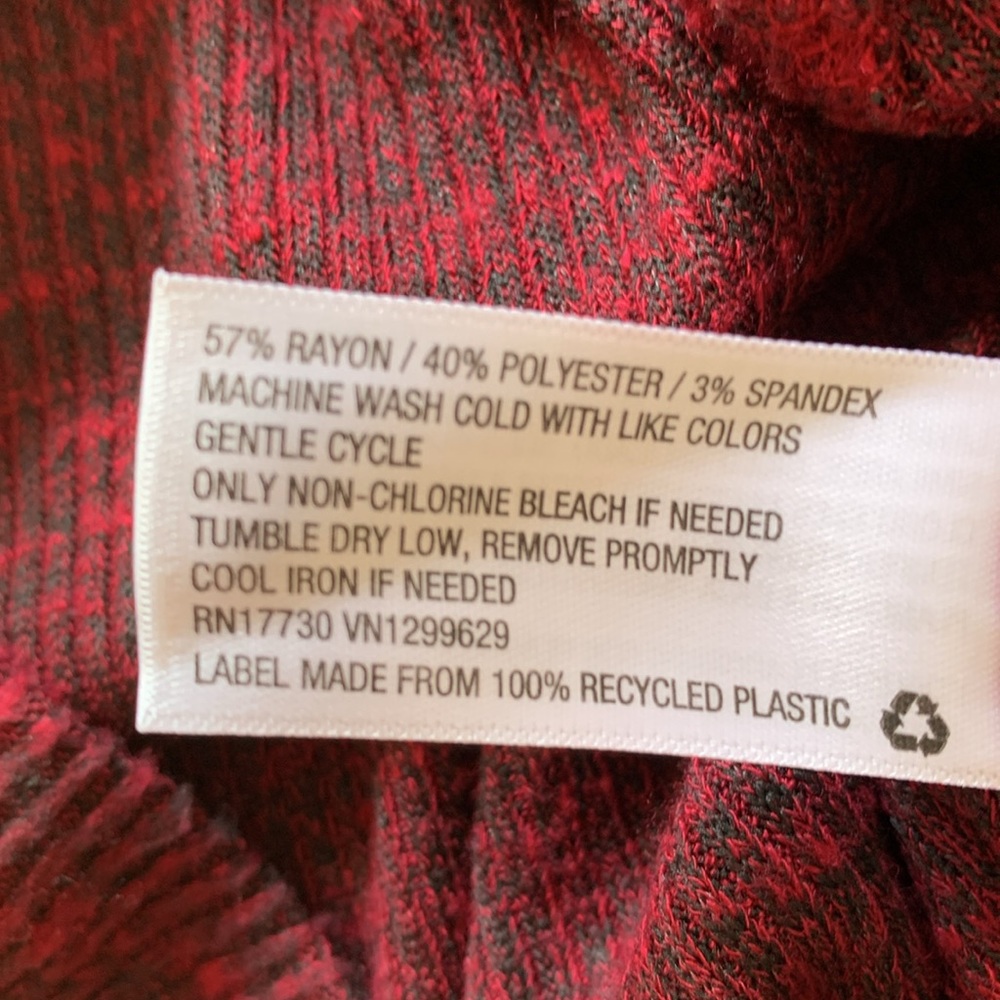 57% RAYON / 40% POLYESTER / 3% SPANDEX
MACHINE WASH COLD WITH LIKE COLORS
GENTLE CYCLE
ONLY NON-CHLORINE BLEACH IF NEEDED
TUMBLE DRY LOW, REMOVE PROMPTLY
COOL IRON IF NEEDED
RN17730 VN1299629
LABEL MADE FROM 100% RECYCLED PLASTIC